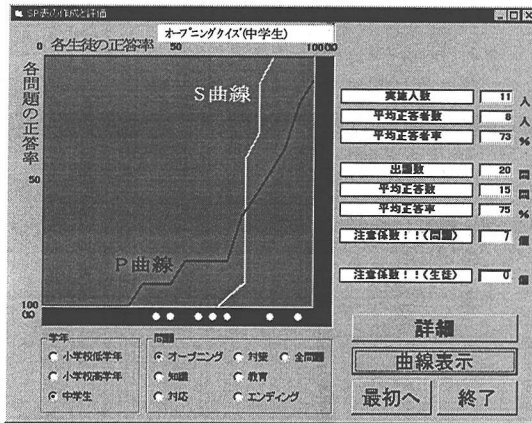 SP表の作成と評価
オープニングクイズ(中学生)
0 各生徒の正答率 50 100(%)
各問題の正答率
50
100
(%)
S曲線
P曲線
実施人数 11 人
平均正答者数 8 人
平均正答者率 73 %
出題数 20 問
平均正答数 15 問
平均正答率 75 %
注意係数!!(問題) 7 個
注意係数!!(生徒) 0 個
学年
小学校低学年
小学校高学年
中学生
問題
オープニング 対策 全問題
知識 教育
対応 エンディング
詳細
曲線表示
最初へ 終了